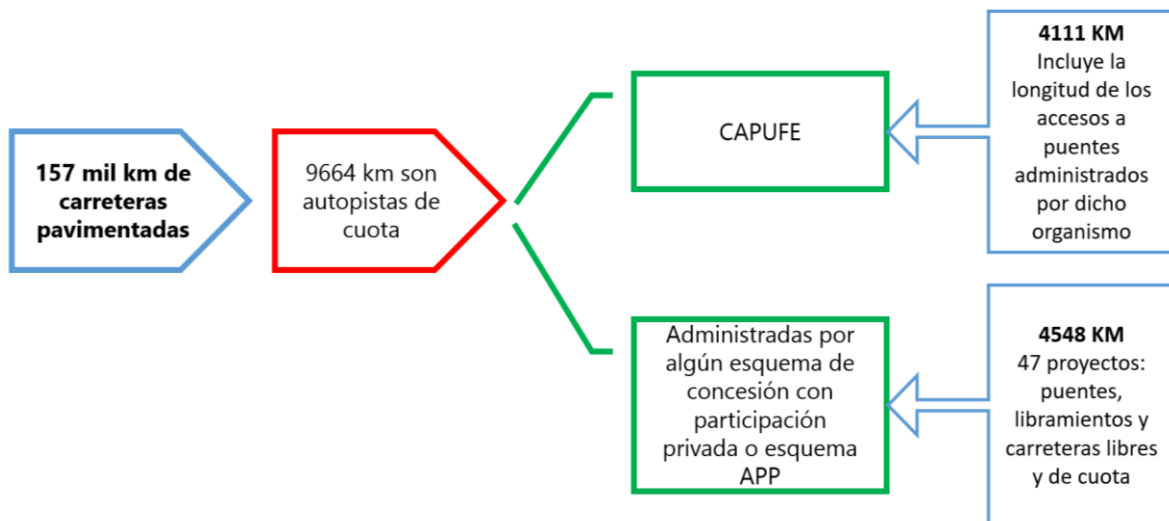 157 mil km de
carreteras
pavimentadas
9664 km son
autopistas de
cuota
CAPUFE
4111 KM
Incluye la
longitud de los
accesos a
puentes
administrados
por dicho
organismo
Administradas por
algún esquema de
concesión con
participación
privada o esquema
APP
4548 KM
47 proyectos:
puentes,
libramientos y
carreteras libres
y de cuota